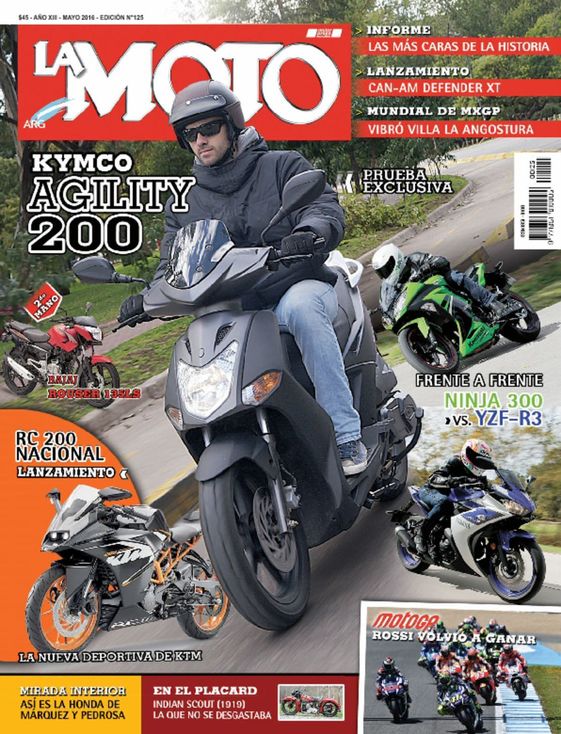 $45 - AÑO XIII - MAYO 2016 - EDICIÓN N°125
LA MOTO
ARG
INFORME
LAS MÁS CARAS DE LA HISTORIA
LANZAMIENTO
CAN-AM DEFENDER XT
MUNDIAL DE MXGP
VIBRÓ VILLA LA ANGOSTURA
KYMCO
AGILITY
200
PRUEBA
EXCLUSIVA
00125
2da
MANO
BAJAJ
ROUSER 135LS
FRENTE A FRENTE
NINJA 300
VS. YZF-R3
RC 200
NACIONAL
LANZAMIENTO
LA NUEVA DEPORTIVA DE KTM
motogp
ROSSI VOLVIÓ A GANAR
MIRADA INTERIOR
ASÍ ES LA HONDA DE
MÁRQUEZ Y PEDROSA
EN EL PLACARD
INDIAN SCOUT (1919)
LA QUE NO SE DESGASTABA